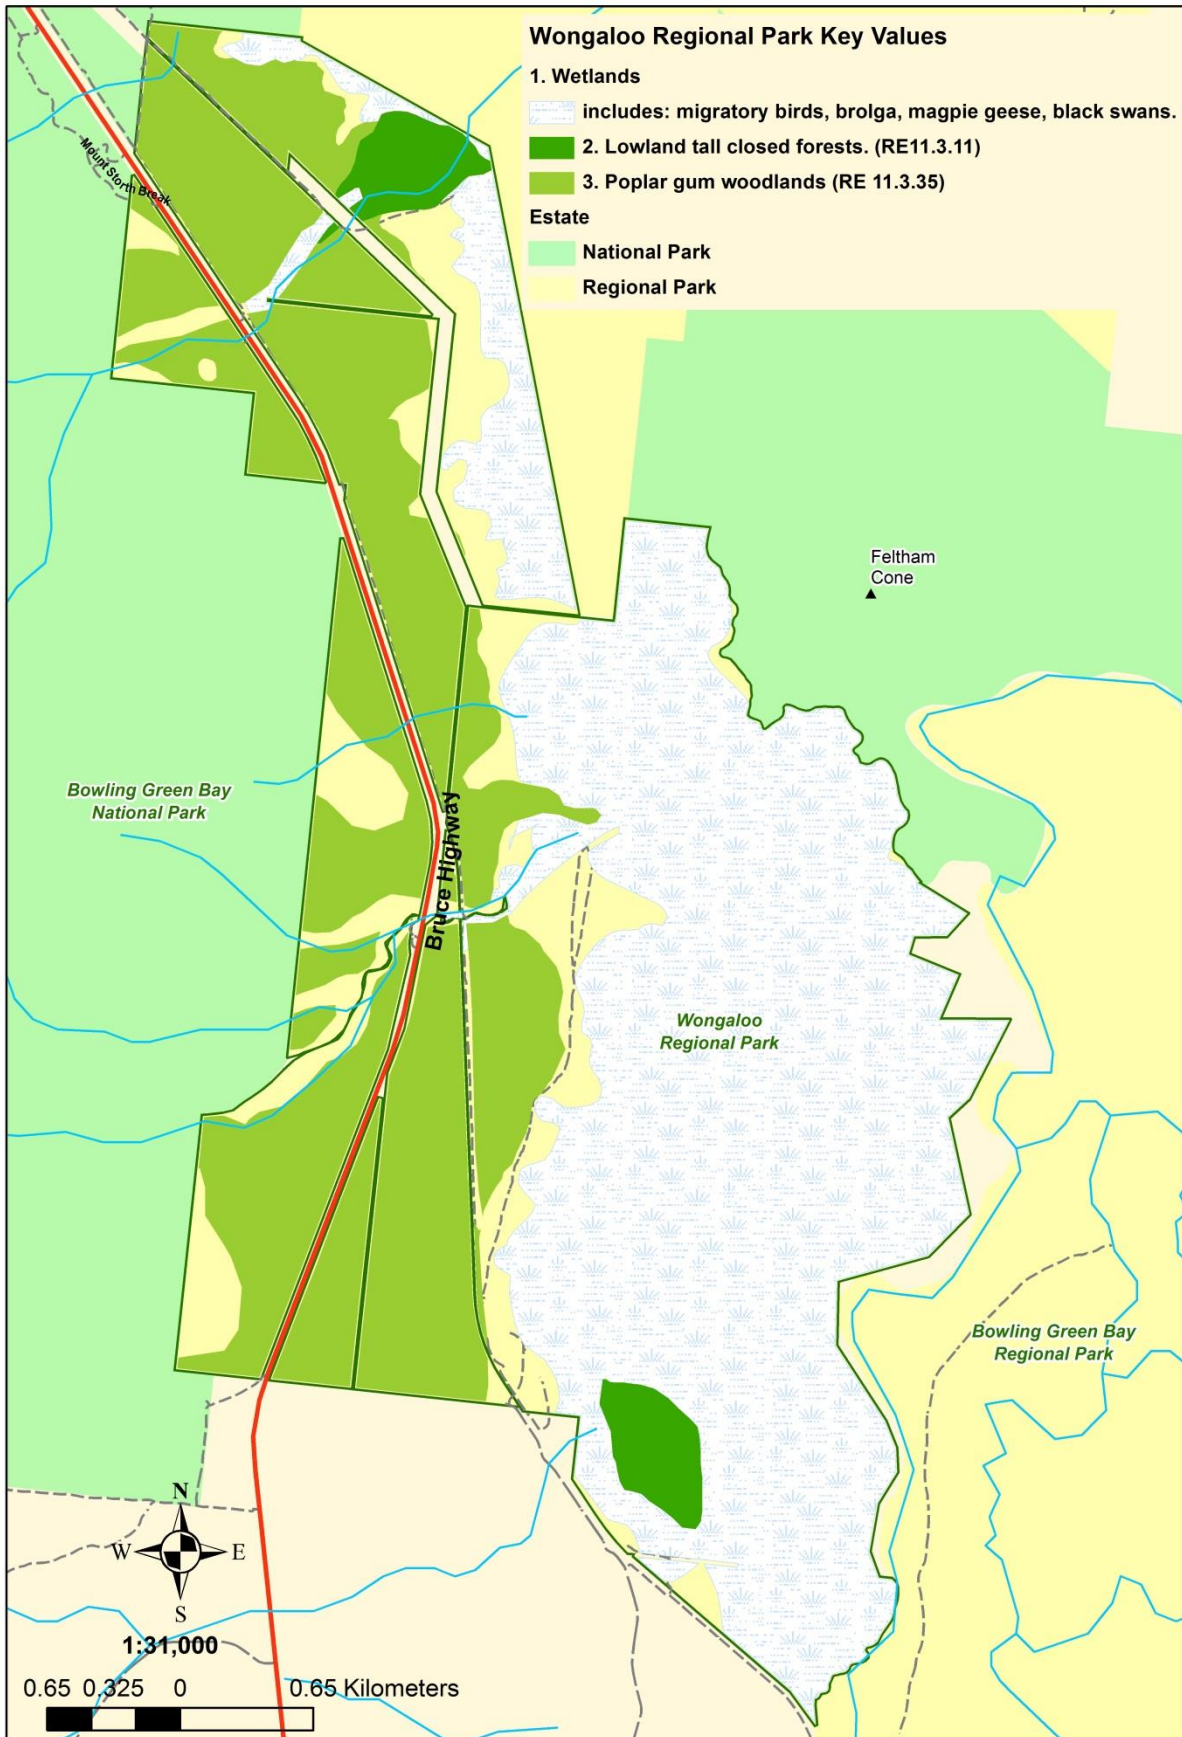 Wongaloo Regional Park Key Values
1. Wetlands
includes: migratory birds, brolga, magpie geese, black swans.
2. Lowland tall closed forests. (RE11.3.11)
3. Poplar gum woodlands (RE 11.3.35)
Estate
National Park
Regional Park
Mount Storth Break
Feltham
Cone
Bowling Green Bay
National Park
Bruce Highway
Wongaloo
Regional Park
Bowling Green Bay
Regional Park
N
W E
S
1:31,000
0.65 0.325 0 0.65 Kilometers